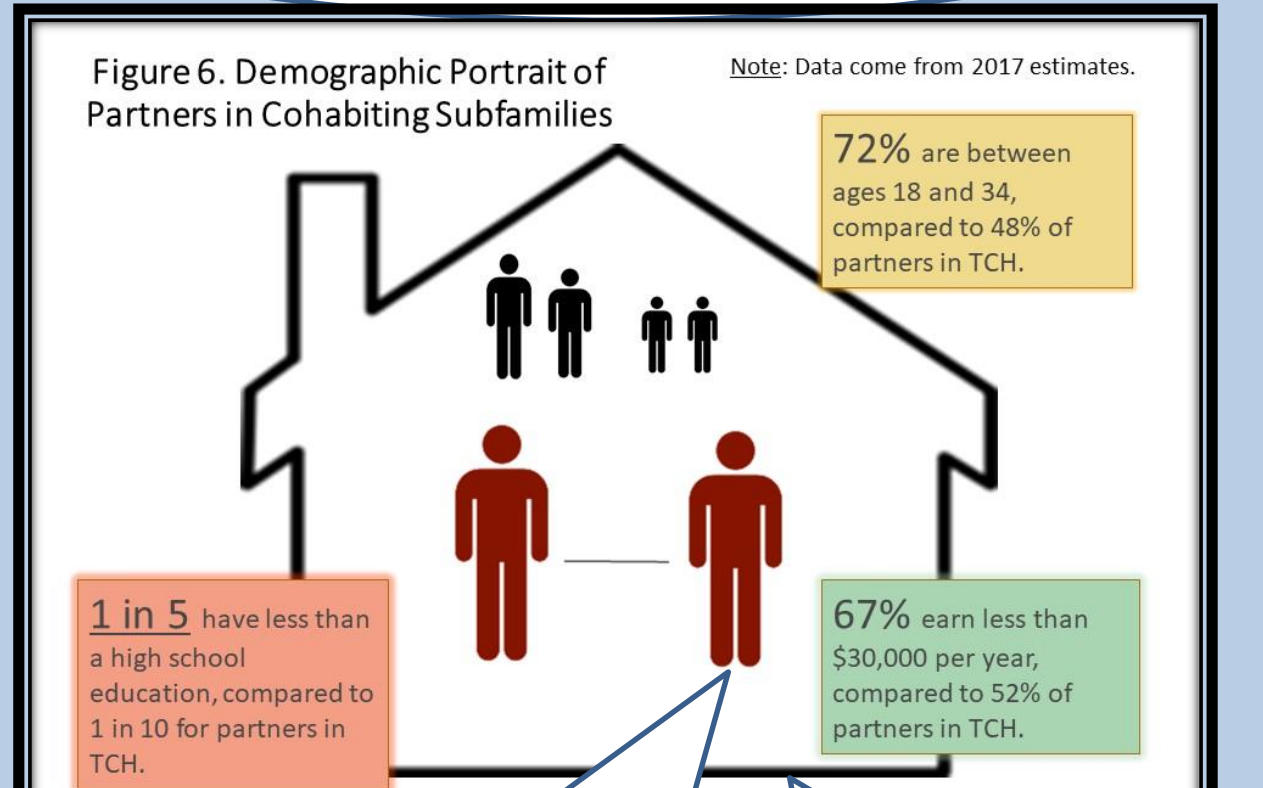 Figure 6. Demographic Portrait of
Partners in Cohabiting Subfamilies
Note: Data come from 2017 estimates.
72% are between
ages 18 and 34,
compared to 48% of
partners in TCH.
1 in 5 have less than
a high school
education, compared to
1 in 10 for partners in
TCH.
67% earn less than
$30,000 per year,
compared to 52% of
partners in TCH.